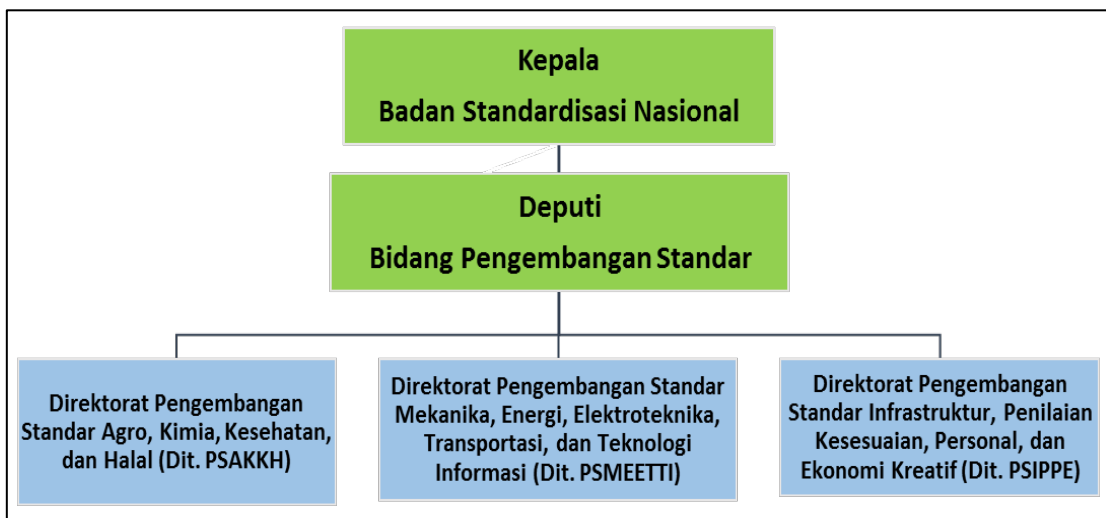 Kepala
Badan Standardisasi Nasional
Deputi
Bidang Pengembangan Standar
Direktorat Pengembangan
Standar Agro, Kimia, Kesehatan,
dan Halal (Dit. PSAKKH)
Direktorat Pengembangan Standar
Mekanika, Energi, Elektroteknika,
Transportasi, dan Teknologi
Informasi (Dit. PSMEETTI)
Direktorat Pengembangan
Standar Infrastruktur, Penilaian
Kesesuaian, Personal, dan
Ekonomi Kreatif (Dit. PSIPPE)